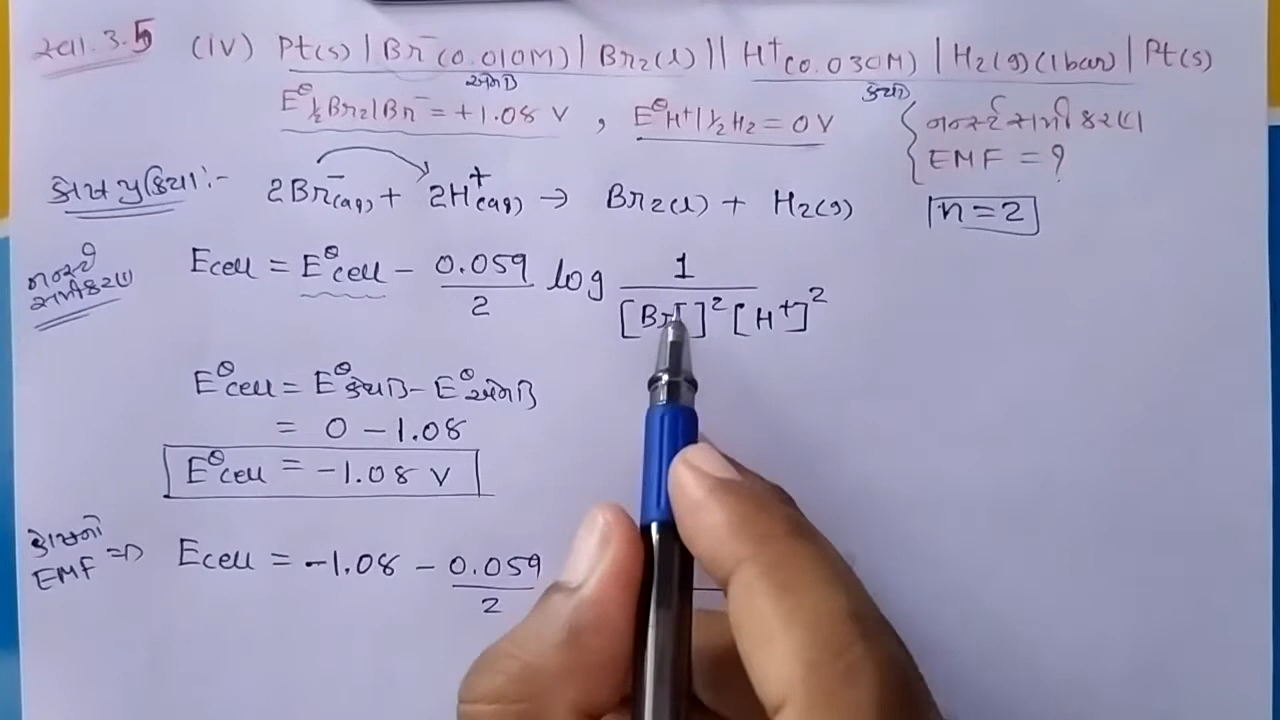 સ્વા. 3.5 (iv) Pt(s) | Br⁻(0.010M) | Br₂(l) || H⁺(0.030M) | H₂(g)(1bar) | Pt(s)
એનોડ કેથોડ
E⊖½Br₂|Br⁻ = +1.08 V , E⊖H⁺|½H₂ = 0V
નર્ન્સ્ટ સમીકરણ
EMF = ?
કોષ પ્રક્રિયા :- 2Br⁻(aq) + 2H⁺(aq) → Br₂(l) + H₂(g) n=2
નર્ન્સ્ટ સમીકરણ
Ecell = E⊖cell − 0.059/2 log 1/[Br⁻]²[H⁺]²
E⊖cell = E⊖કેથોડ − E⊖એનોડ
= 0 − 1.08
E⊖cell = −1.08 V
કોષનો EMF ⇒ Ecell = −1.08 − 0.059/2